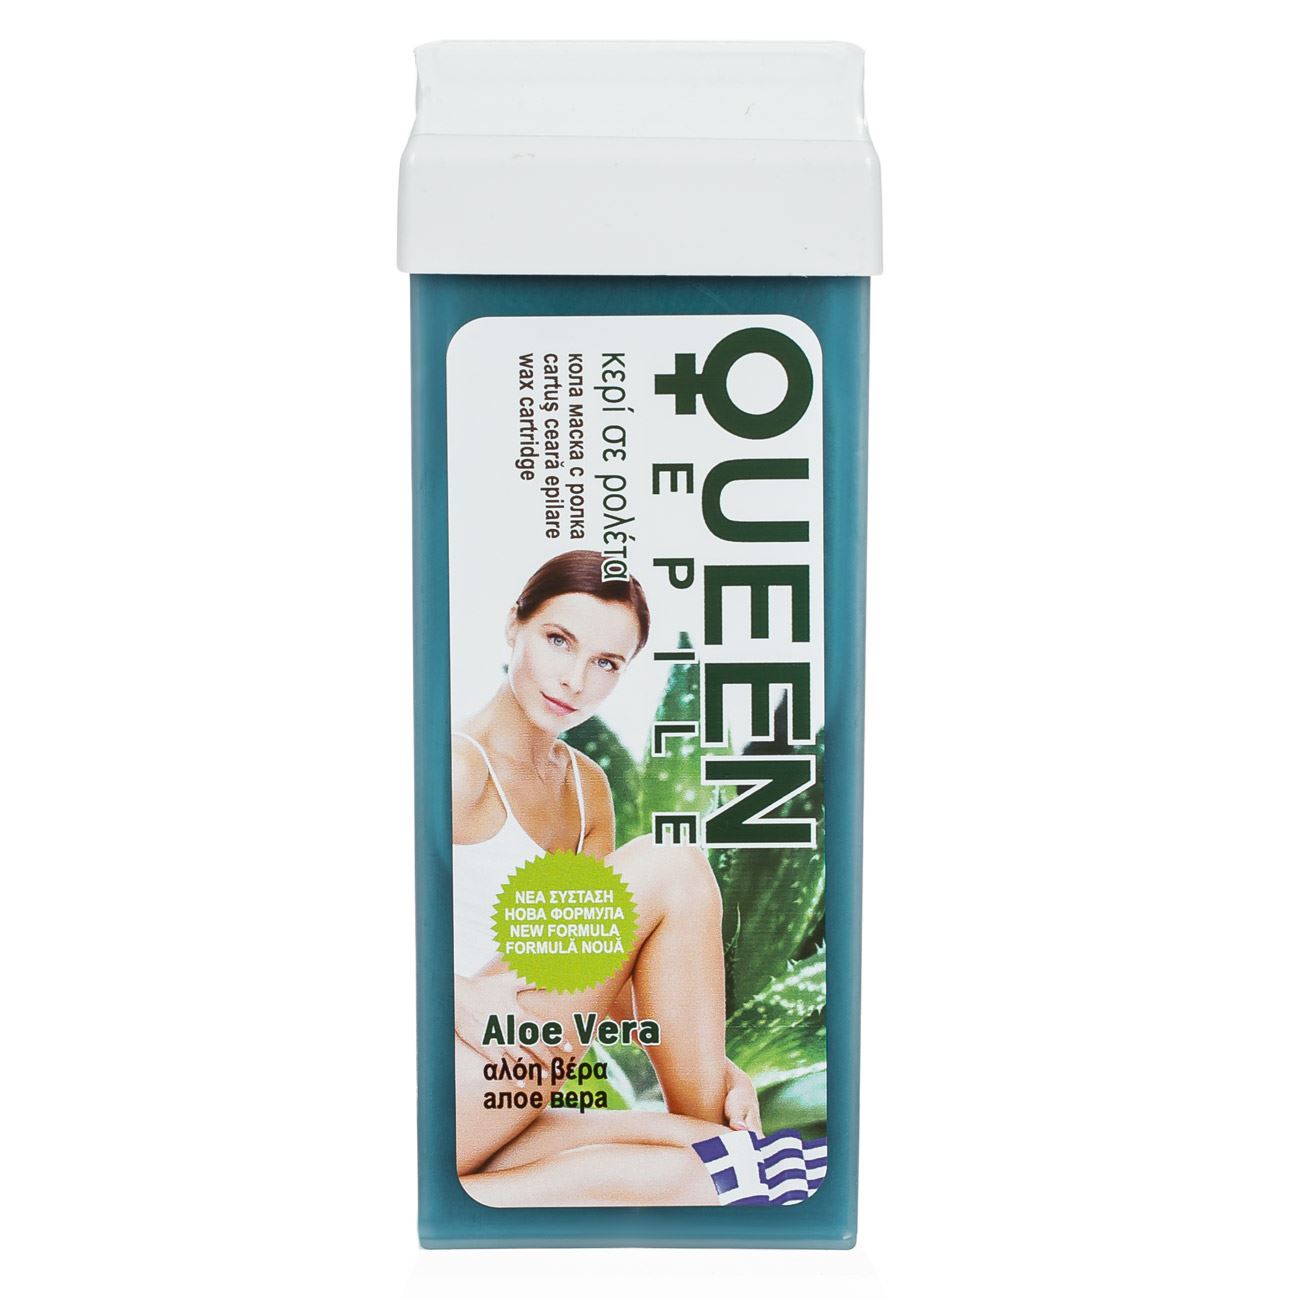 QUEEN
EPILE
κερί σε ρολέτα
кола маска с ролка
cartuş ceară epilare
wax cartridge
ΝΕΑ ΣΥΣΤΑΣΗ
НОВА ФОРМУЛА
NEW FORMULA
FORMULĂ NOUĂ
Aloe Vera
αλόη βέρα
алое вера